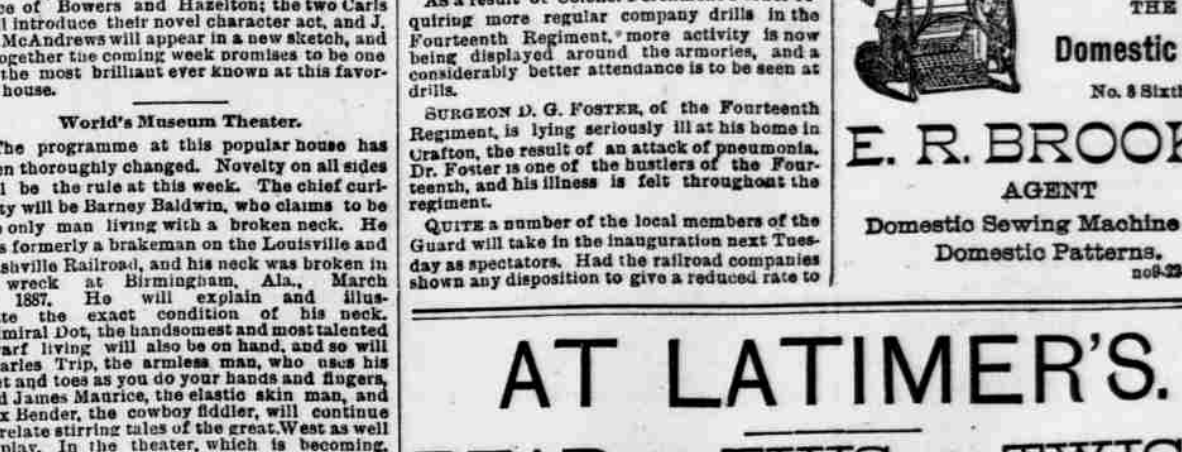 ce of Bowers and Hazelton; the two Carls
l introduce their novel character act, and J.
McAndrews will appear in a new sketch, and
ogether the coming week promises to be one
the most brilliant ever known at this favor-
house.
World's Museum Theater.
The programme at this popular house has
en thoroughly changed. Novelty on all sides
l be the rule at this week. The chief curi-
ty will be Barney Baldwin, who claims to be
only man living with a broken neck. He
s formerly a brakeman on the Louisville and
shville Railroad, and his neck was broken in
wreck at Birmingham, Ala., March
1887. He will explain and illus-
te the exact condition of his neck.
miral Dot, the handsomest and most talented
arf living will also be on hand, and so will
arles Trip, the armless man, who uses his
et and toes as you do your hands and fingers,
d James Maurice, the elastic skin man, and
x Bender, the cowboy fiddler, will continue
relate stirring tales of the great West as well
play. In the theater, which is becoming,
quiring more regular company drills in the
Fourteenth Regiment, more activity is now
being displayed around the armories, and a
considerably better attendance is to be seen at
drills.
SURGEON D. G. FOSTER, of the Fourteenth
Regiment, is lying seriously ill at his home in
Crafton, the result of an attack of pneumonia.
Dr. Foster is one of the hustlers of the Four-
teenth, and his illness is felt throughout the
regiment.
QUITE a number of the local members of the
Guard will take in the inauguration next Tues-
day as spectators. Had the railroad companies
shown any disposition to give a reduced rate to
THE
Domestic
No. 8 Sixth
E. R. BROOK
AGENT
Domestic Sewing Machine
Domestic Patterns.
no9-22
AT LATIMER'S.